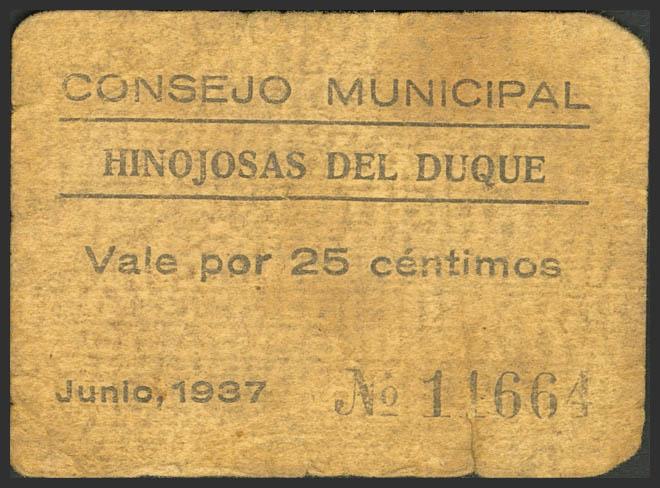 CONSEJO MUNICIPAL
HINOJOSAS DEL DUQUE
Vale por 25 céntimos
Junio, 1937 No 11664